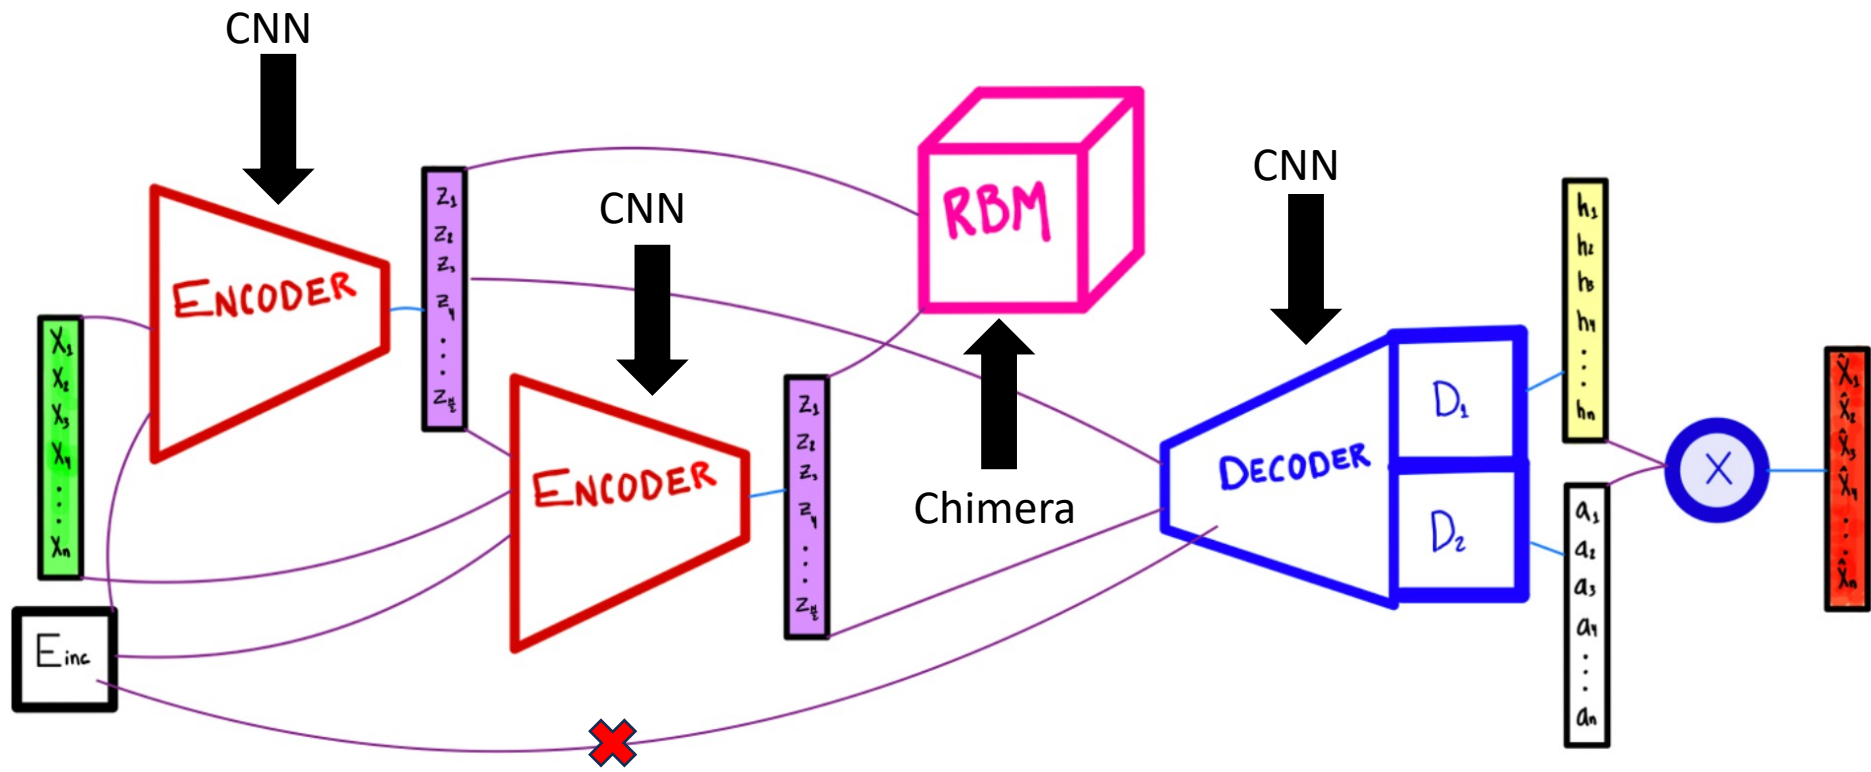 CNN
CNN
CNN
ENCODER
ENCODER
RBM
Chimera
DECODER
D₁
D₂
X₁
X₂
X₃
X₄
⋮
Xₙ
Eᵢₙc
Z₁
Z₂
Z₃
Z₄
⋮
Z₁
Z₂
Z₃
Z₄
⋮
h₁
h₂
h₃
h₄
⋮
hₙ
a₁
a₂
a₃
a₄
⋮
aₙ
X
X̂₁
X̂₂
X̂₃
X̂₄
⋮
X̂ₙ